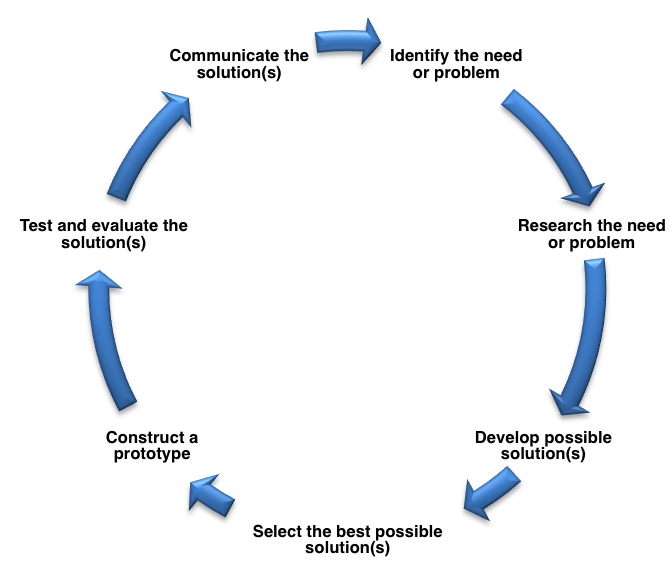 Communicate the
solution(s)
Identify the need
or problem
Research the need
or problem
Develop possible
solution(s)
Select the best possible
solution(s)
Construct a
prototype
Test and evaluate the
solution(s)